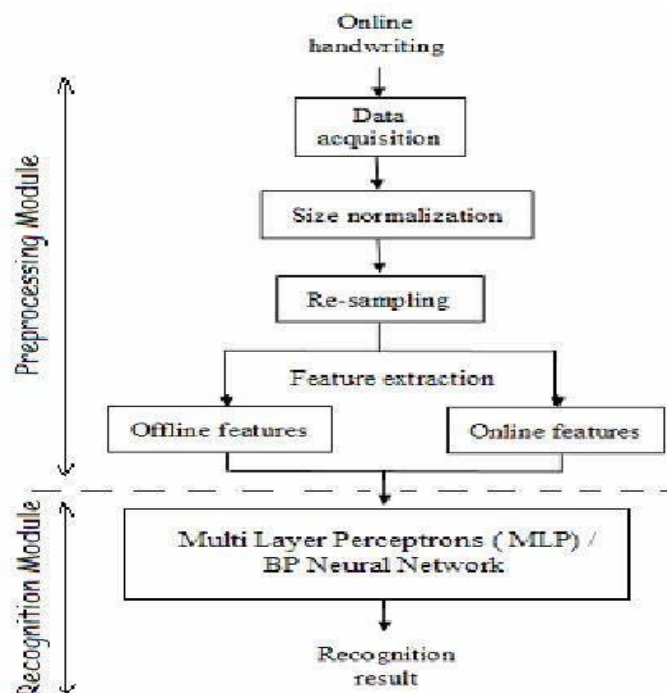 Online
handwriting
Data
acquisition
Size normalization
Re-sampling
Feature extraction
Offline features
Online features
Multi Layer Perceptrons ( MLP) /
BP Neural Network
Recognition
result
Preprocessing Module
Recognition Module